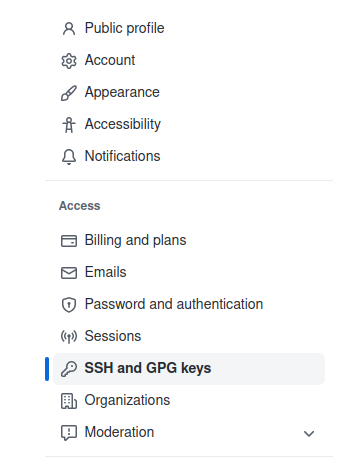 Public profile
Account
Appearance
Accessibility
Notifications
Access
Billing and plans
Emails
Password and authentication
Sessions
SSH and GPG keys
Organizations
Moderation